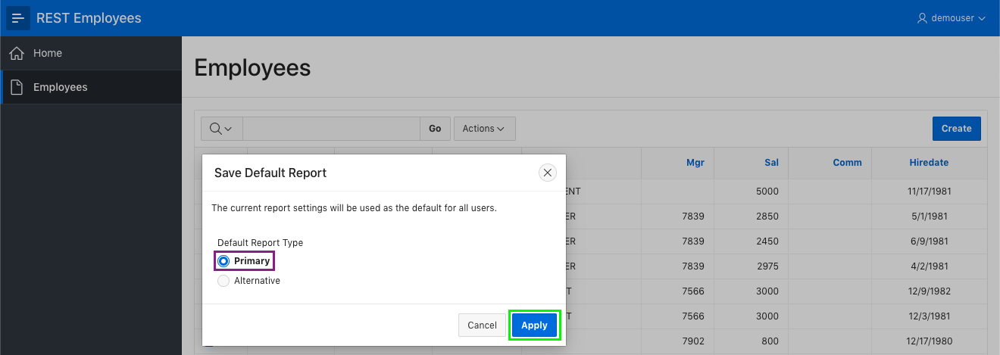 REST Employees
demouser
Home
Employees
Employees
Go
Actions
Create
Mgr Sal Comm Hiredate
Save Default Report
The current report settings will be used as the default for all users.
Default Report Type
Primary
Alternative
Cancel Apply
ENT 5000 11/17/1981
ER 7839 2850 5/1/1981
ER 7839 2450 6/9/1981
ER 7839 2975 4/2/1981
T 7566 3000 12/9/1982
T 7566 3000 12/3/1981
7902 800 12/17/1980